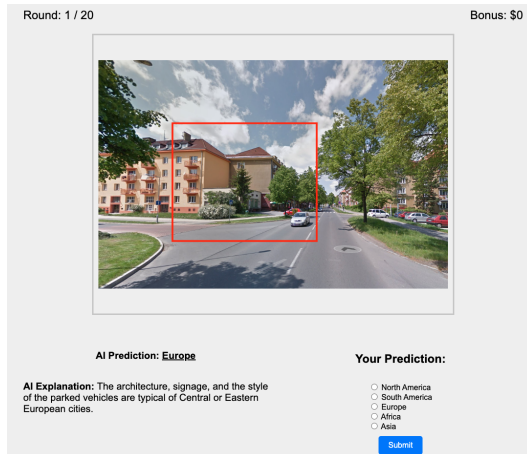 Round: 1 / 20
Bonus: $0
AI Prediction: Europe
AI Explanation: The architecture, signage, and the style
of the parked vehicles are typical of Central or Eastern
European cities.
Your Prediction:
North America
South America
Europe
Africa
Asia
Submit